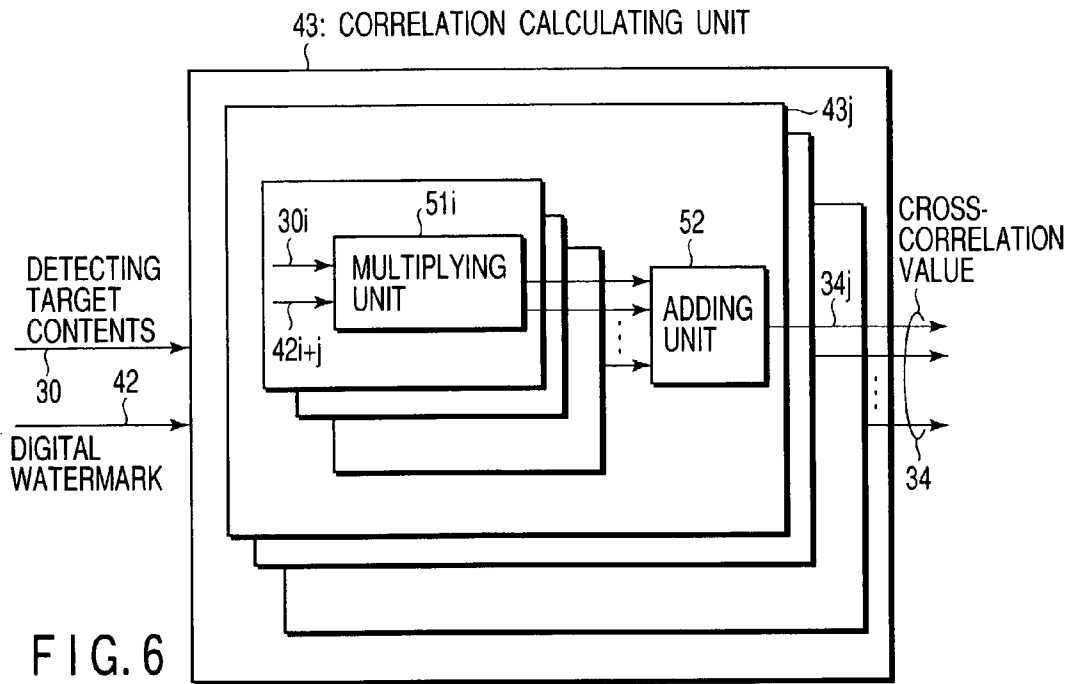 43: CORRELATION CALCULATING UNIT
43j
51i
30i
MULTIPLYING
UNIT
42i+j
52
ADDING
UNIT
34j
CROSS-
CORRELATION
VALUE
34
DETECTING
TARGET
CONTENTS
30
42
DIGITAL
WATERMARK
FIG. 6